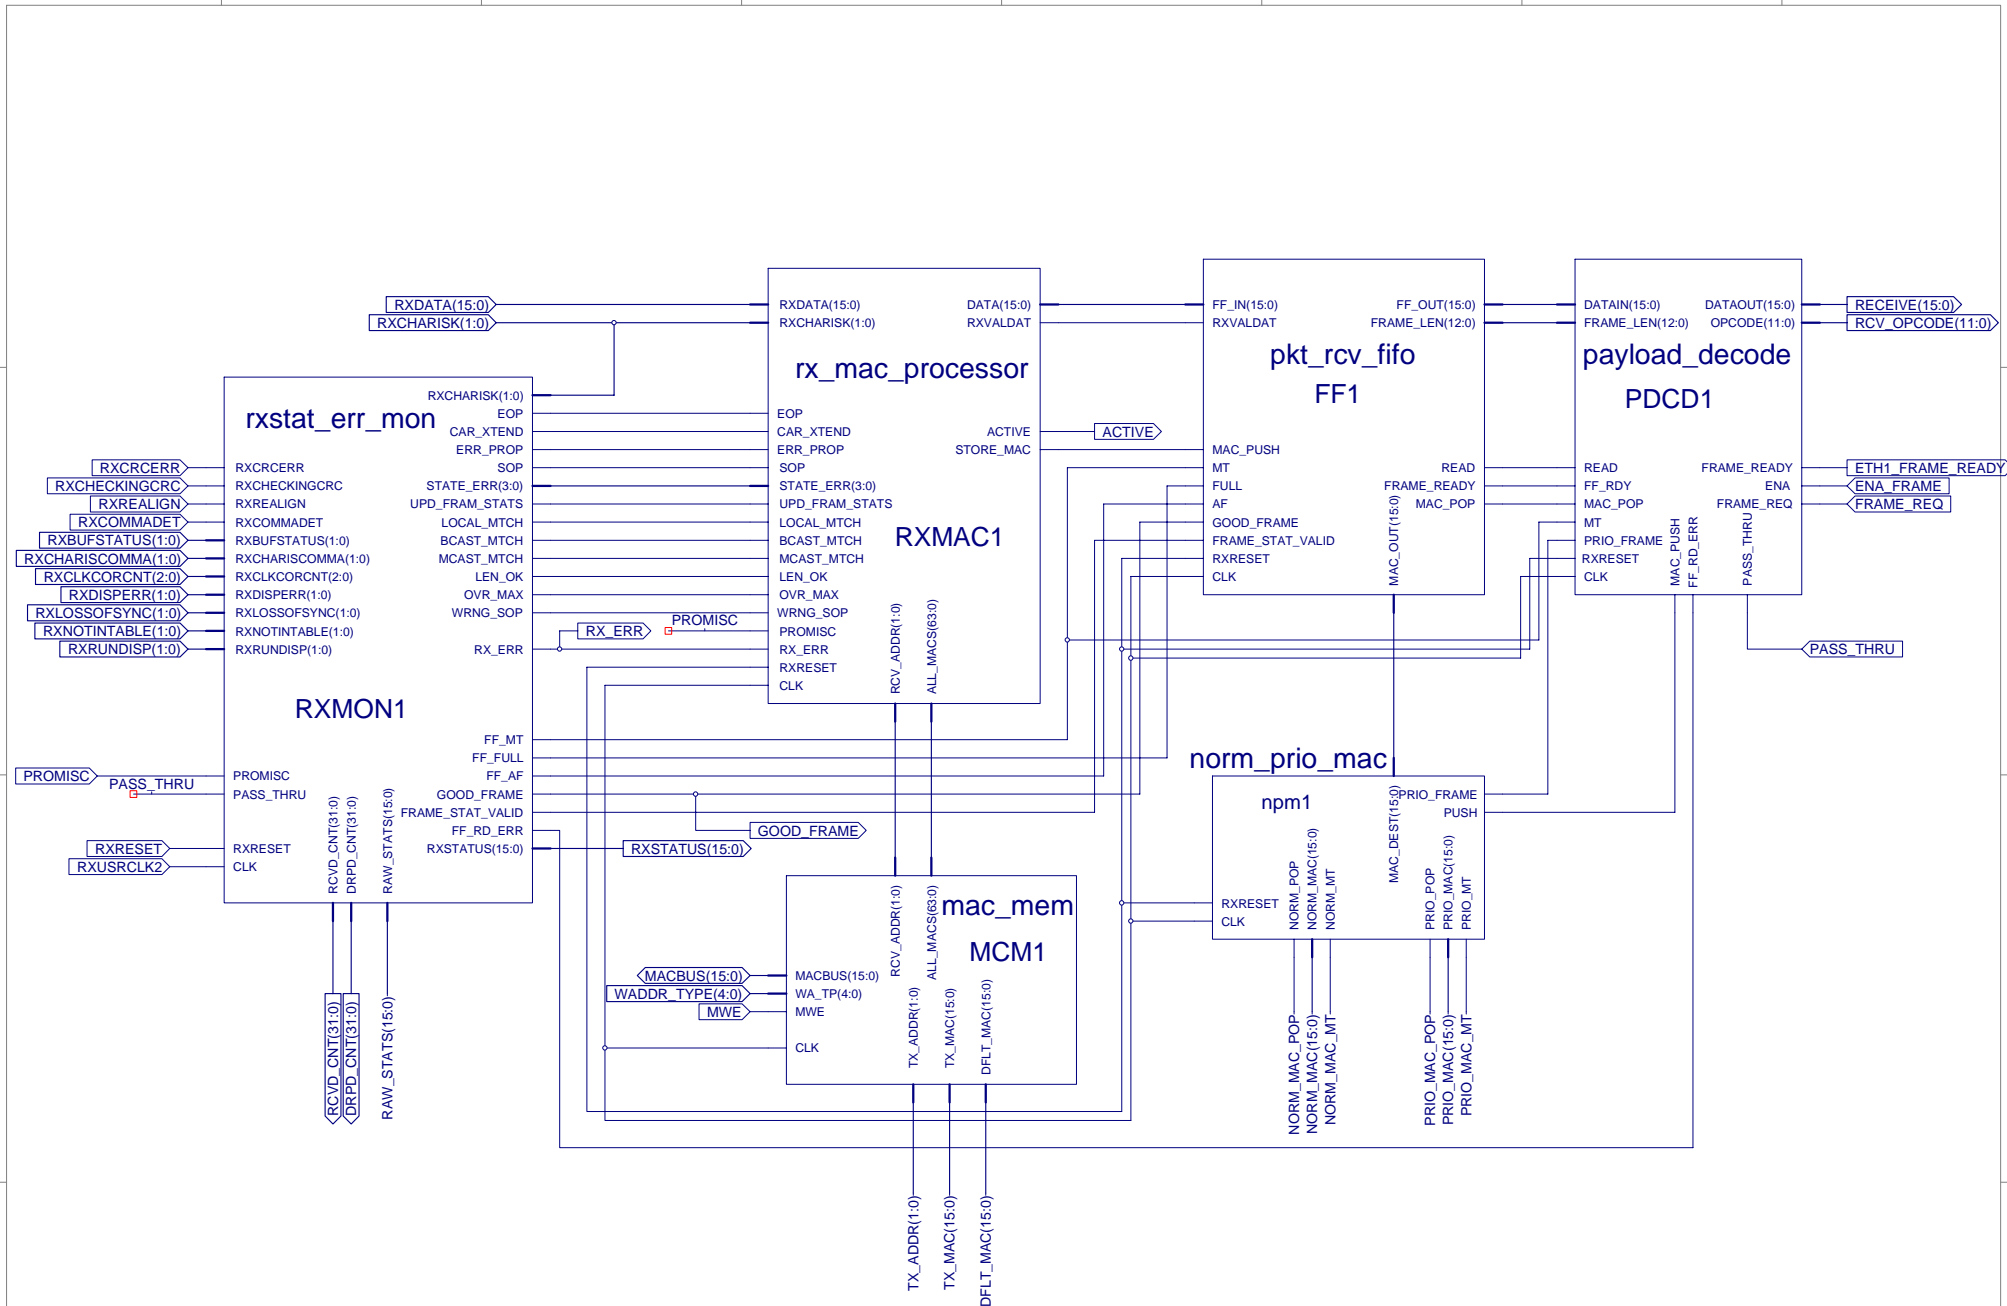 RXDATA(15:0)
RXCHARISK(1:0)
RXCRCERR
RXCHECKINGCRC
RXREALIGN
RXCOMMADET
RXBUFSTATUS(1:0)
RXCHARISCOMMA(1:0)
RXCLKCORCNT(2:0)
RXDISPERR(1:0)
RXLOSSOFSYNC(1:0)
RXNOTINTABLE(1:0)
RXRUNDISP(1:0)
PROMISC
PASS_THRU
RXRESET
RXUSRCLK2
rxstat_err_mon
RXMON1
RXCRCERR
RXCHECKINGCRC
RXREALIGN
RXCOMMADET
RXBUFSTATUS(1:0)
RXCHARISCOMMA(1:0)
RXCLKCORCNT(2:0)
RXDISPERR(1:0)
RXLOSSOFSYNC(1:0)
RXNOTINTABLE(1:0)
RXRUNDISP(1:0)
PROMISC
PASS_THRU
RXRESET
CLK
RXCHARISK(1:0)
EOP
CAR_XTEND
ERR_PROP
SOP
STATE_ERR(3:0)
UPD_FRAM_STATS
LOCAL_MTCH
BCAST_MTCH
MCAST_MTCH
LEN_OK
OVR_MAX
WRNG_SOP
RX_ERR
FF_MT
FF_FULL
FF_AF
GOOD_FRAME
FRAME_STAT_VALID
FF_RD_ERR
RXSTATUS(15:0)
RCVD_CNT(31:0)
DRPD_CNT(31:0)
RAW_STATS(15:0)
RCVD_CNT(31:0)
DRPD_CNT(31:0)
RAW_STATS(15:0)
RX_ERR
PROMISC
GOOD_FRAME
RXSTATUS(15:0)
RXDATA(15:0)
RXCHARISK(1:0)
DATA(15:0)
RXVALDAT
rx_mac_processor
RXMAC1
EOP
CAR_XTEND
ERR_PROP
SOP
STATE_ERR(3:0)
UPD_FRAM_STATS
LOCAL_MTCH
BCAST_MTCH
MCAST_MTCH
LEN_OK
OVR_MAX
WRNG_SOP
PROMISC
RX_ERR
RXRESET
CLK
ACTIVE
STORE_MAC
RCV_ADDR(1:0)
ALL_MACS(63:0)
ACTIVE
mac_mem
MCM1
RCV_ADDR(1:0)
ALL_MACS(63:0)
MACBUS(15:0)
WADDR_TYPE(4:0)
MWE
MACBUS(15:0)
WA_TP(4:0)
MWE
CLK
TX_ADDR(1:0)
TX_MAC(15:0)
DFLT_MAC(15:0)
TX_ADDR(1:0)
TX_MAC(15:0)
DFLT_MAC(15:0)
FF_IN(15:0)
RXVALDAT
FF_OUT(15:0)
FRAME_LEN(12:0)
pkt_rcv_fifo
FF1
MAC_PUSH
MT
FULL
AF
GOOD_FRAME
FRAME_STAT_VALID
RXRESET
CLK
READ
FRAME_READY
MAC_POP
MAC_OUT(15:0)
norm_prio_mac
npm1
MAC_DEST(15:0)
PRIO_FRAME
PUSH
RXRESET
CLK
NORM_POP
NORM_MAC(15:0)
NORM_MT
PRIO_POP
PRIO_MAC(15:0)
PRIO_MT
NORM_MAC_POP
NORM_MAC(15:0)
NORM_MAC_MT
PRIO_MAC_POP
PRIO_MAC(15:0)
PRIO_MAC_MT
DATAIN(15:0)
FRAME_LEN(12:0)
DATAOUT(15:0)
OPCODE(11:0)
payload_decode
PDCD1
READ
FF_RDY
MAC_POP
MT
PRIO_FRAME
RXRESET
CLK
FRAME_READY
ENA
FRAME_REQ
MAC_PUSH
FF_RD_ERR
PASS_THRU
RECEIVE(15:0)
RCV_OPCODE(11:0)
ETH1_FRAME_READY
ENA_FRAME
FRAME_REQ
PASS_THRU